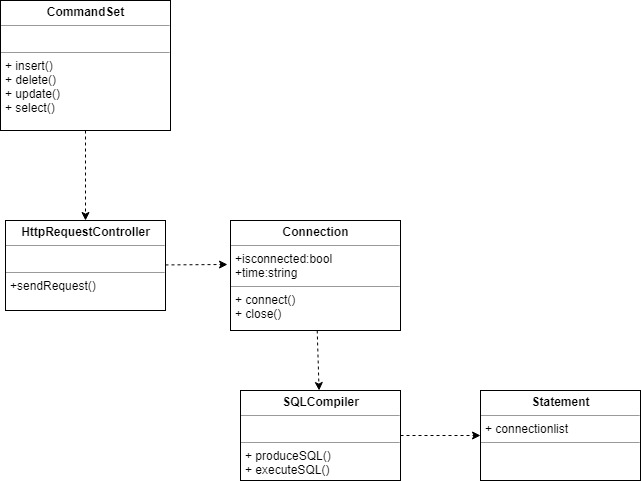 CommandSet
+ insert()
+ delete()
+ update()
+ select()
HttpRequestController
+sendRequest()
Connection
+isconnected:bool
+time:string
+ connect()
+ close()
SQLCompiler
+ produceSQL()
+ executeSQL()
Statement
+ connectionlist